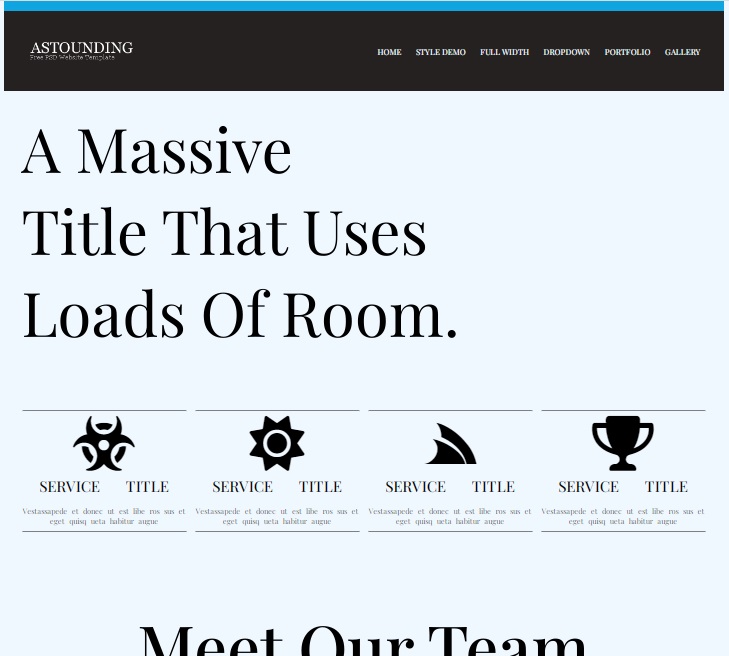 ASTOUNDING
Free PSD Website Template
HOME STYLE DEMO FULL WIDTH DROPDOWN PORTFOLIO GALLERY
A Massive
Title That Uses
Loads Of Room.
SERVICE TITLE SERVICE TITLE SERVICE TITLE SERVICE TITLE
Vestassapede et donec ut est libe ros sus et Vestassapede et donec ut est libe ros sus et Vestassapede et donec ut est libe ros sus et Vestassapede et donec ut est libe ros sus et
eget quisq ueta habitur augue eget quisq ueta habitur augue eget quisq ueta habitur augue eget quisq ueta habitur augue
Meet Our Team